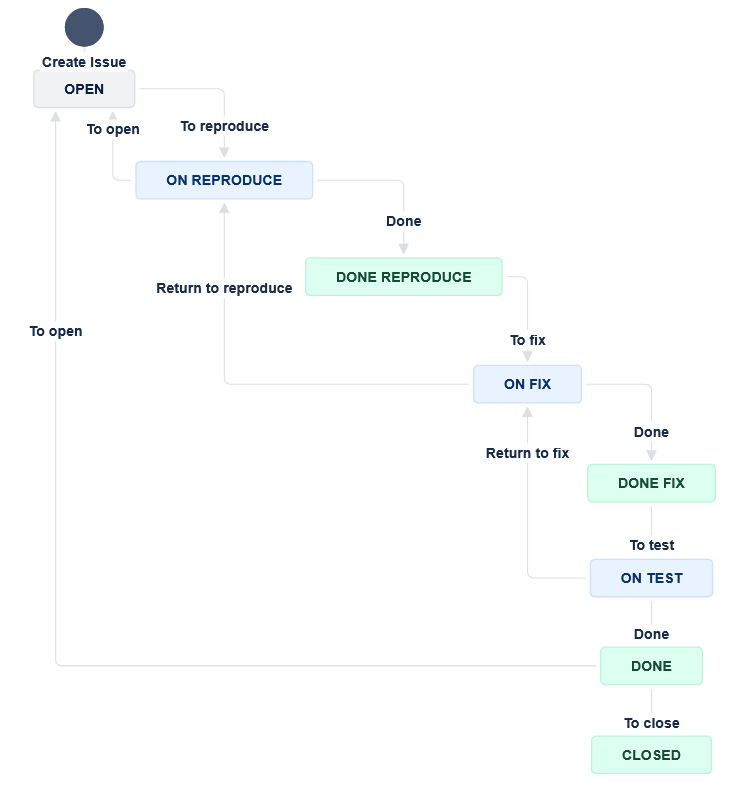 Create Issue
OPEN
To open
To reproduce
ON REPRODUCE
Done
DONE REPRODUCE
Return to reproduce
To open
To fix
ON FIX
Done
Return to fix
DONE FIX
To test
ON TEST
Done
DONE
To close
CLOSED